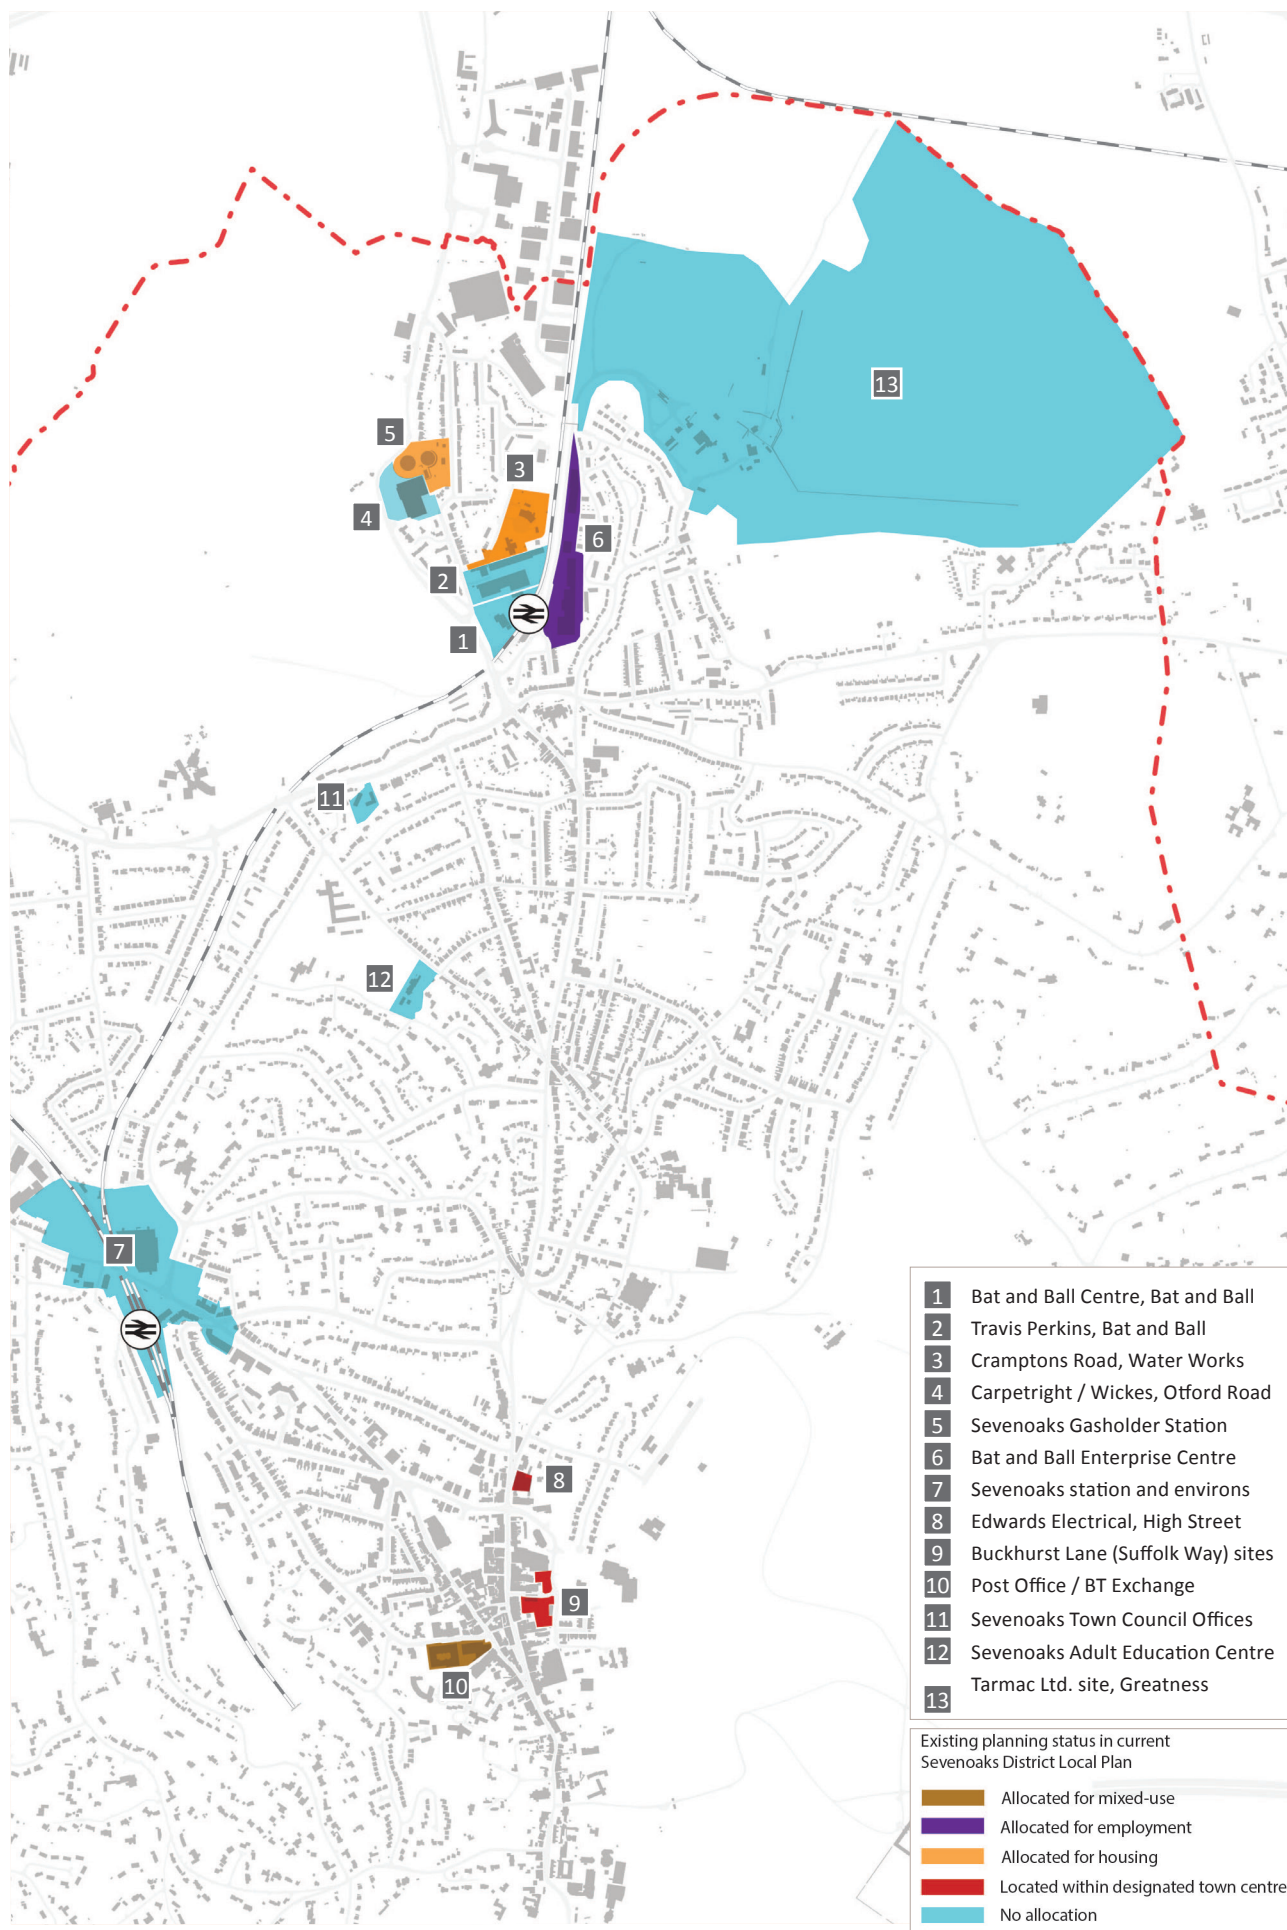 13
5
3
4
6
2
1
11
12
7
8
9
10
1 Bat and Ball Centre, Bat and Ball
2 Travis Perkins, Bat and Ball
3 Cramptons Road, Water Works
4 Carpetright / Wickes, Otford Road
5 Sevenoaks Gasholder Station
6 Bat and Ball Enterprise Centre
7 Sevenoaks station and environs
8 Edwards Electrical, High Street
9 Buckhurst Lane (Suffolk Way) sites
10 Post Office / BT Exchange
11 Sevenoaks Town Council Offices
12 Sevenoaks Adult Education Centre
13 Tarmac Ltd. site, Greatness
Existing planning status in current
Sevenoaks District Local Plan
Allocated for mixed-use
Allocated for employment
Allocated for housing
Located within designated town centre
No allocation